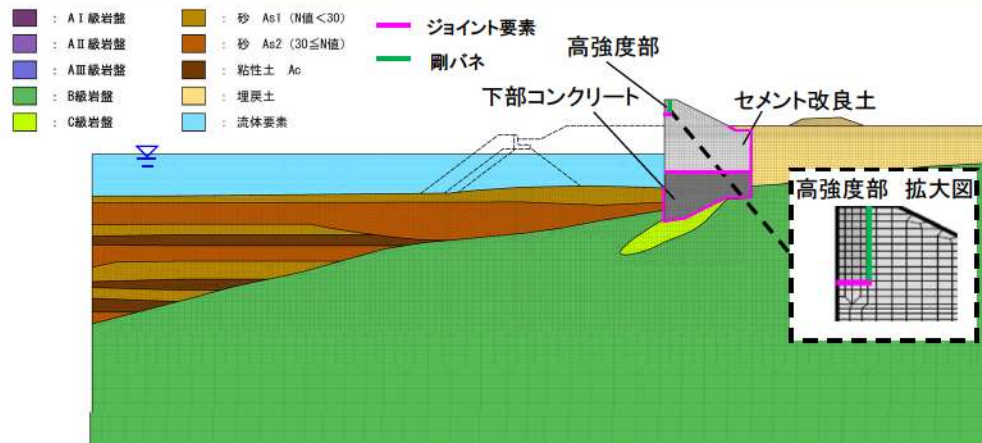 : AⅠ級岩盤
: AⅡ級岩盤
: AⅢ級岩盤
: B級岩盤
: C級岩盤
: 砂 As1 (N値<30)
: 砂 As2 (30≦N値)
: 粘性土 Ac
: 埋戻土
: 流体要素
ジョイント要素
剛バネ
高強度部
下部コンクリート
セメント改良土
高強度部 拡大図